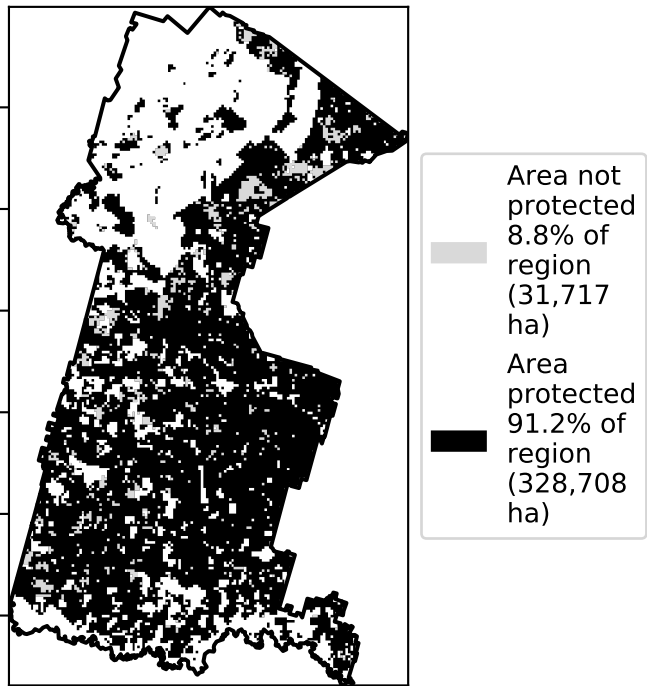 Area not
protected
8.8% of
region
(31,717
ha)
Area
protected
91.2% of
region
(328,708
ha)